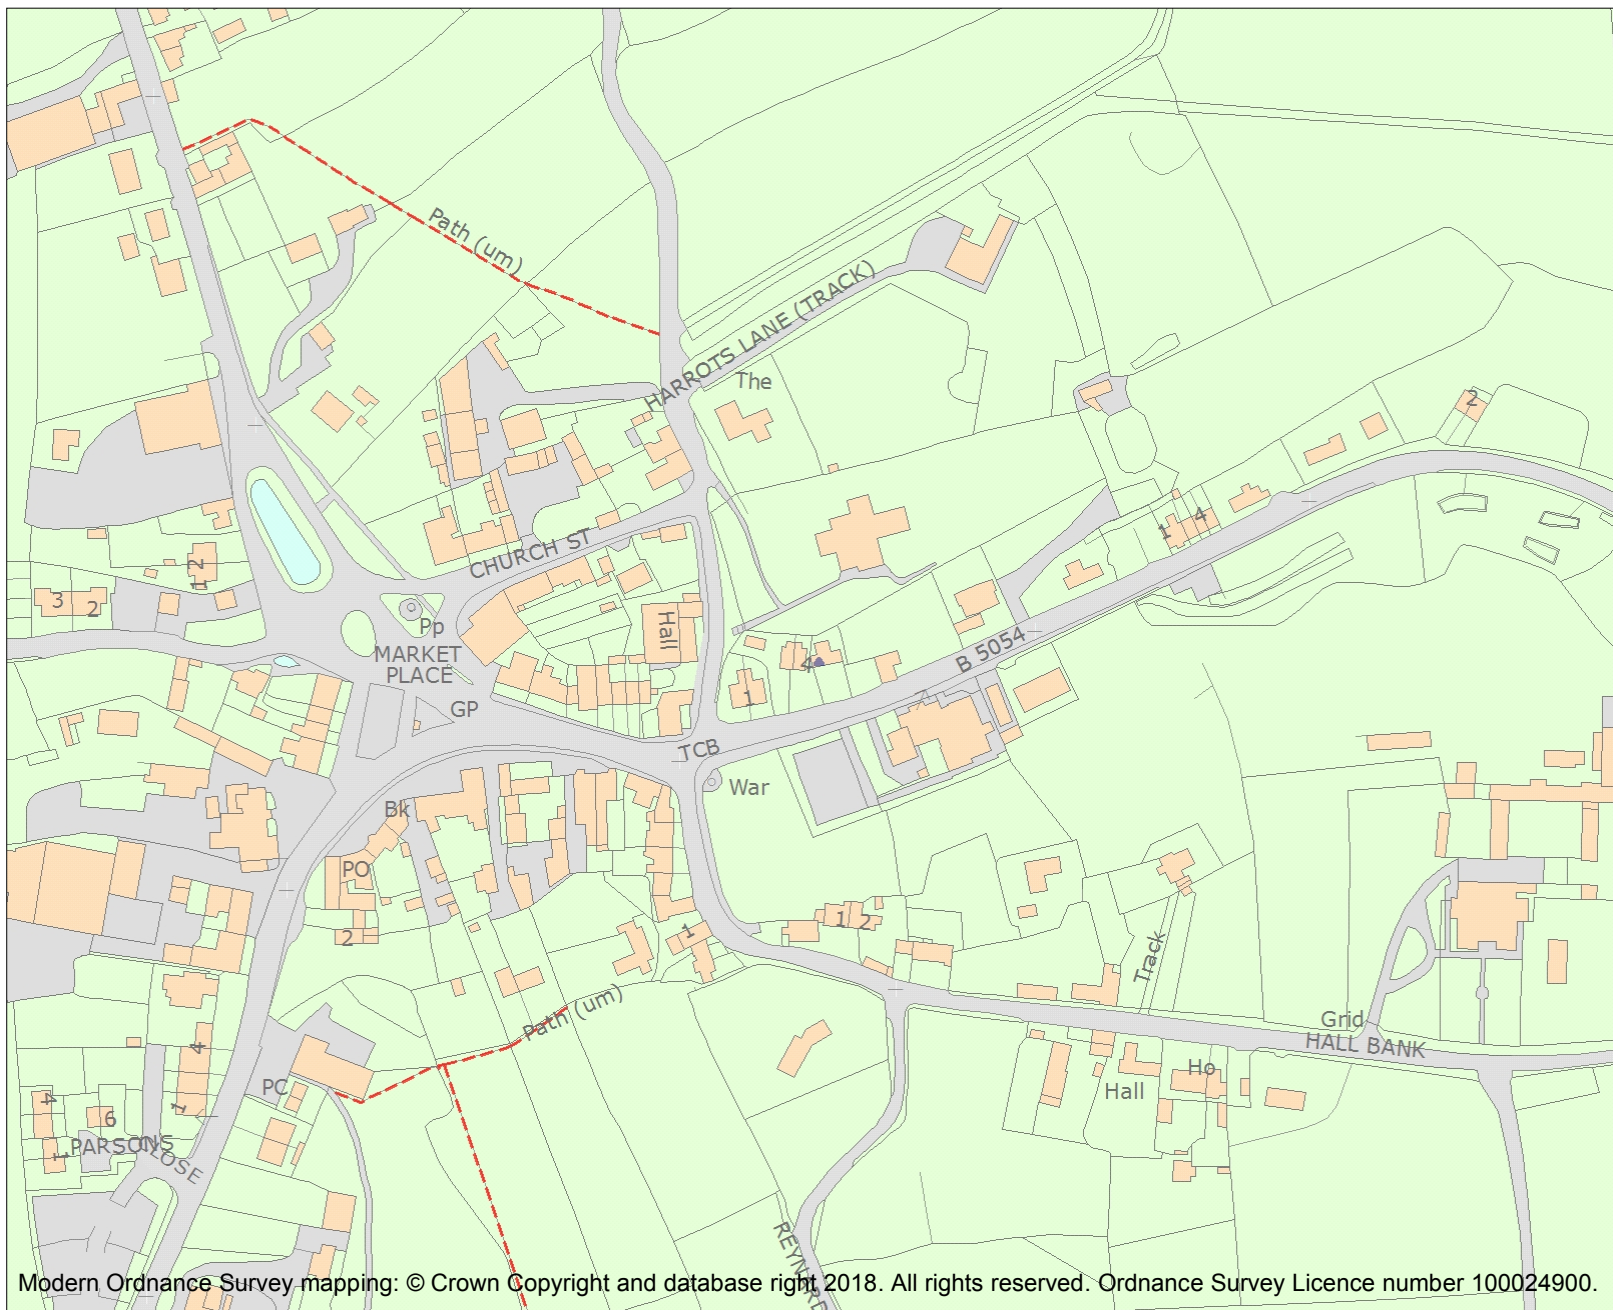 Path (um)
HARROTS LANE (TRACK)
The
2
CHURCH ST
1 4
1 2
3 2
Pp
Hall
MARKET
PLACE
4
B 5054
GP
1
7
TCB
War
Bk
PO
2
1
1 2
Track
Path (um)
Grid
HALL BANK
4
PC
Hall
Ho
4
6
1
1
PARSONS
CLOSE
REYNARD
Modern Ordnance Survey mapping: © Crown Copyright and database right 2018. All rights reserved. Ordnance Survey Licence number 100024900.